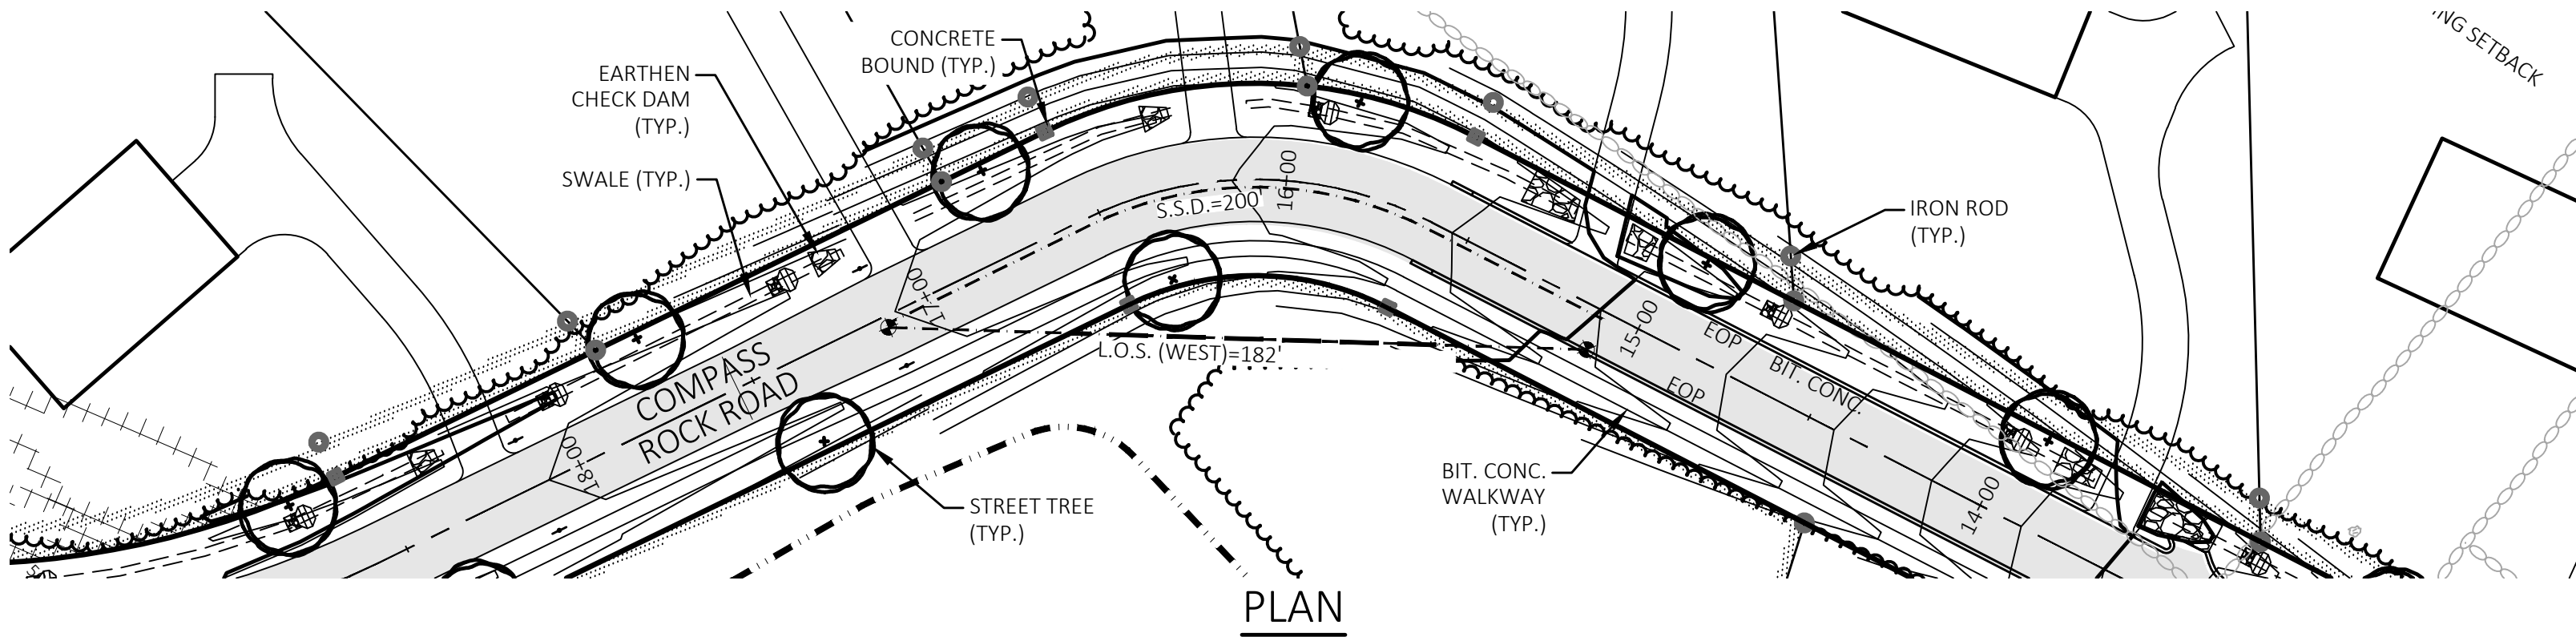 CONCRETE
BOUND (TYP.)
EARTHEN
CHECK DAM
(TYP.)
SWALE (TYP.)
ING SETBACK
IRON ROD
(TYP.)
S.S.D.=200'
16+00
17+00
15+00
EOP
BIT. CONC.
EOP
L.O.S. (WEST)=182'
COMPASS
ROCK ROAD
18+00
14+00
STREET TREE
(TYP.)
BIT. CONC.
WALKWAY
(TYP.)
PLAN